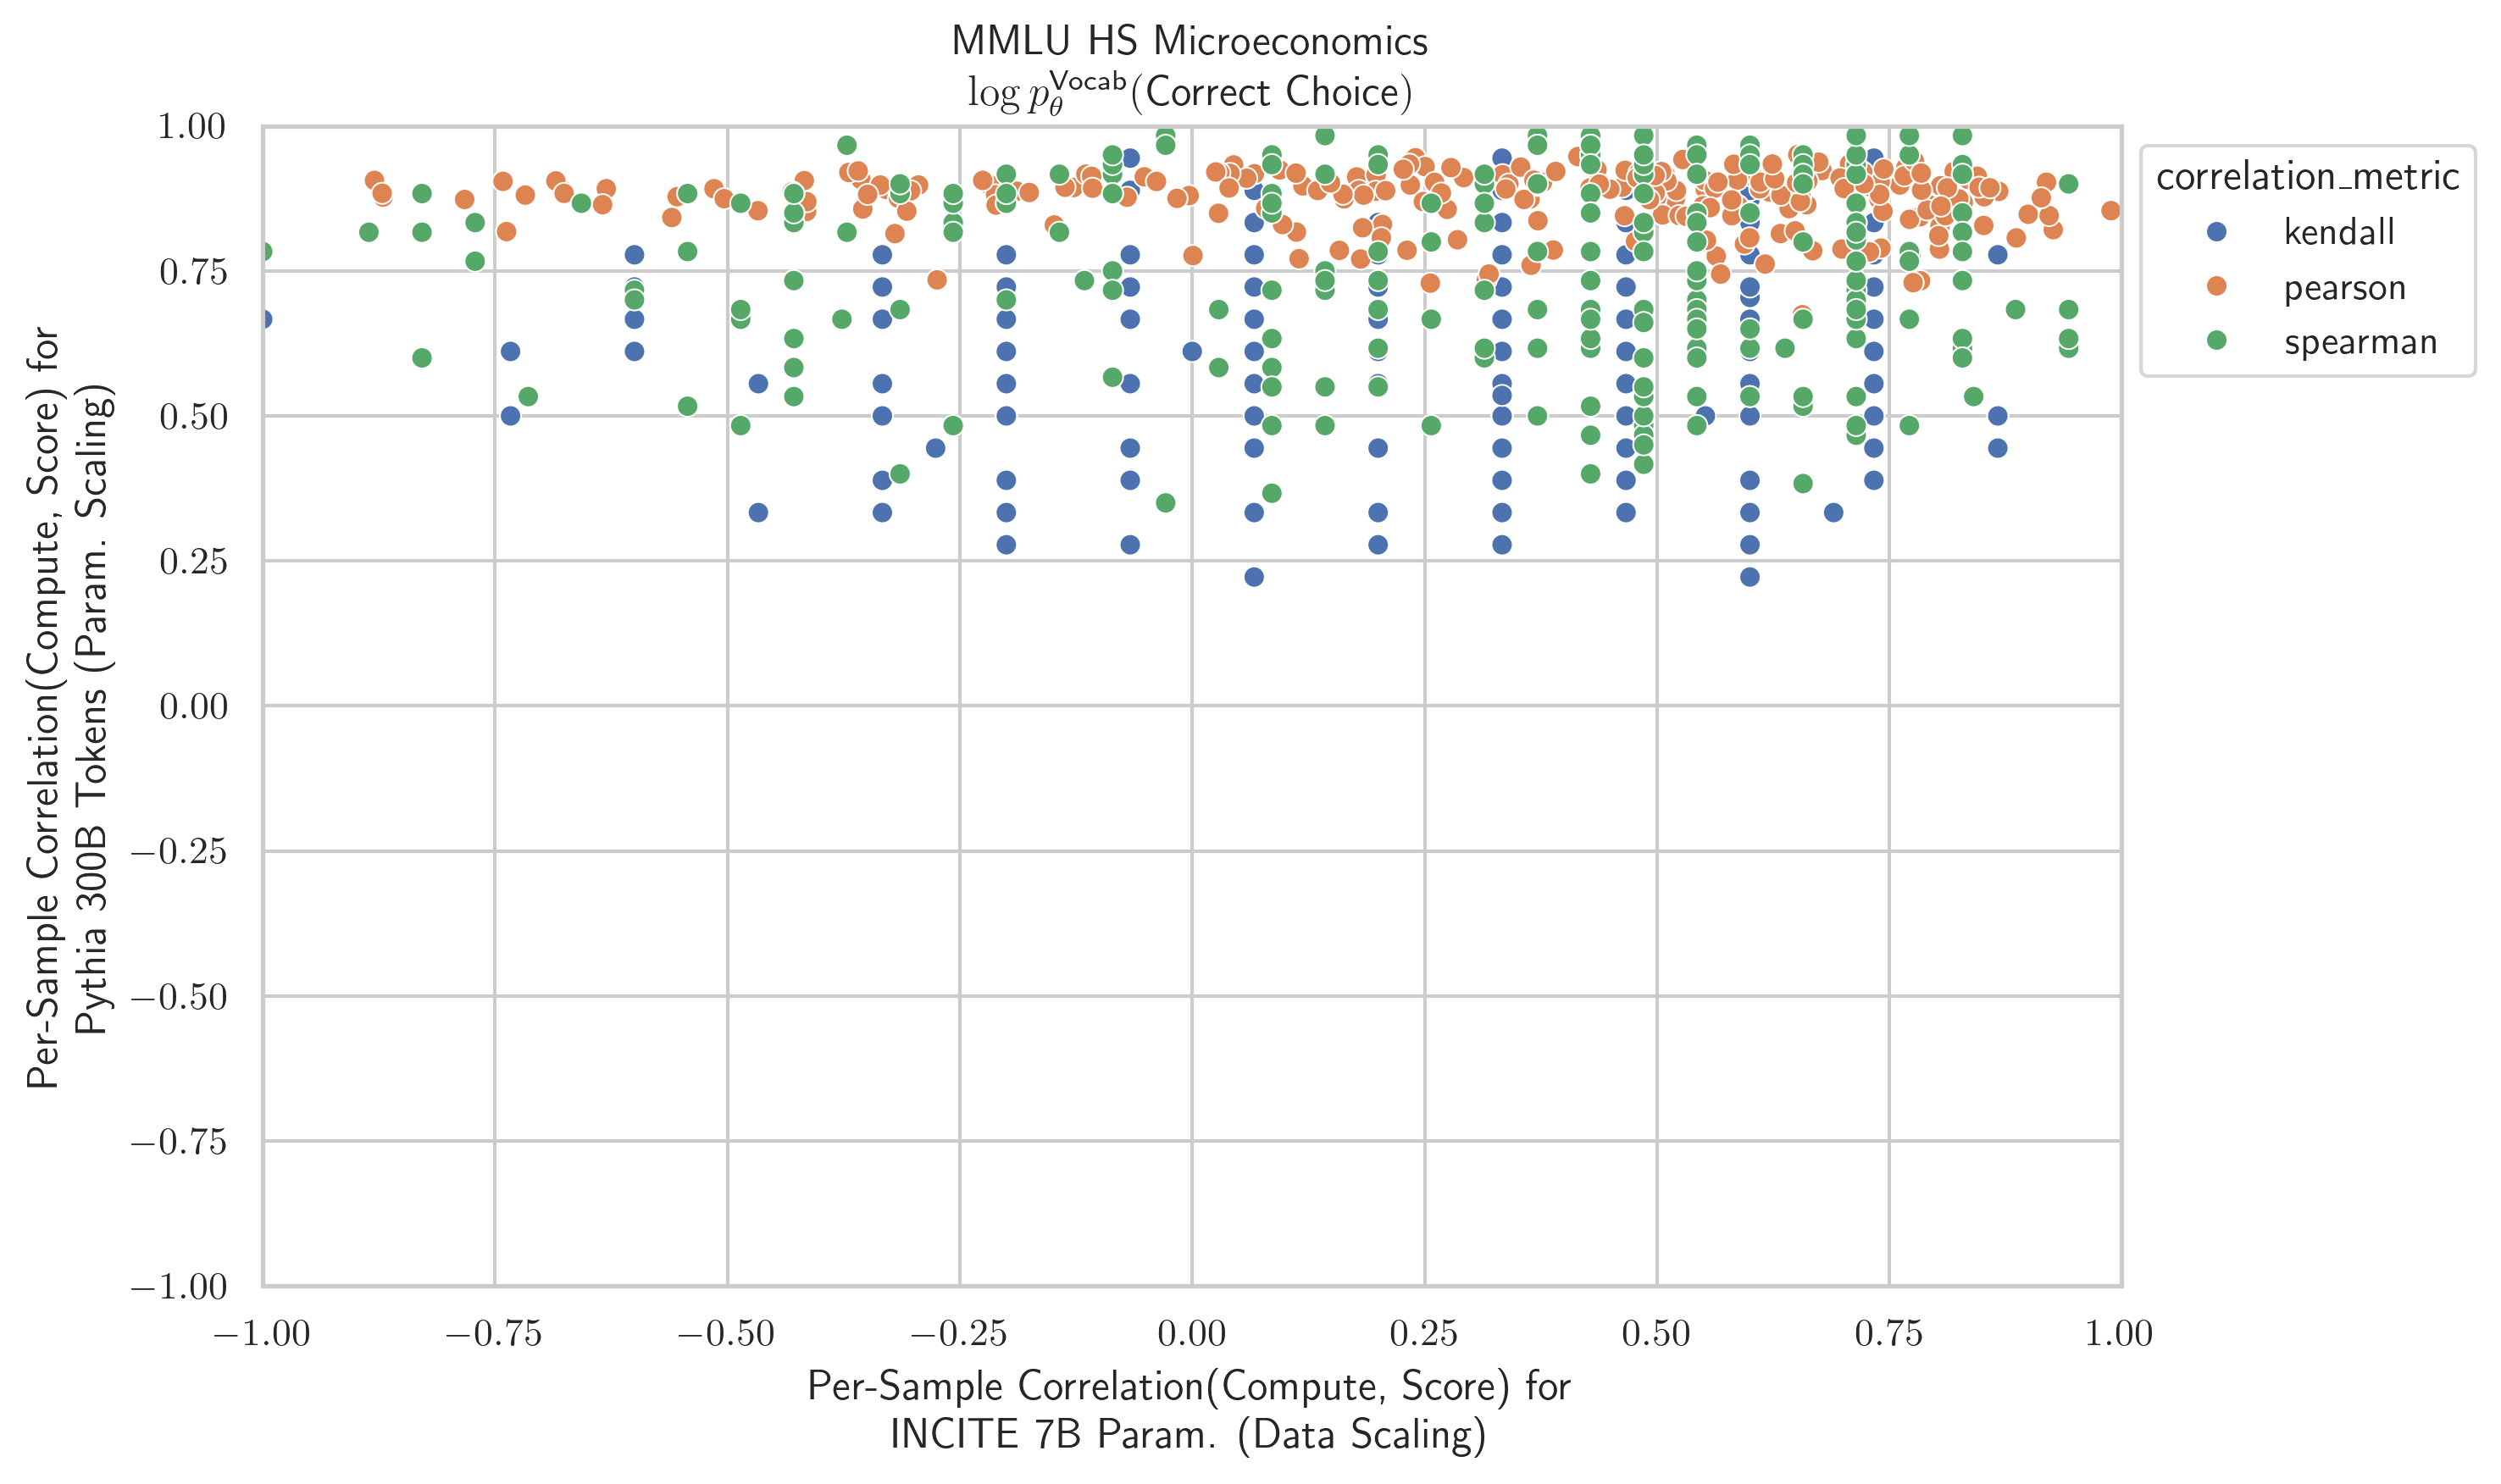 MMLU HS Microeconomics
log p_θ^Vocab(Correct Choice)
Per-Sample Correlation(Compute, Score) for
Pythia 300B Tokens (Param. Scaling)
1.00
0.75
0.50
0.25
0.00
−0.25
−0.50
−0.75
−1.00
−1.00 −0.75 −0.50 −0.25 0.00 0.25 0.50 0.75 1.00
Per-Sample Correlation(Compute, Score) for
INCITE 7B Param. (Data Scaling)
correlation_metric
kendall
pearson
spearman